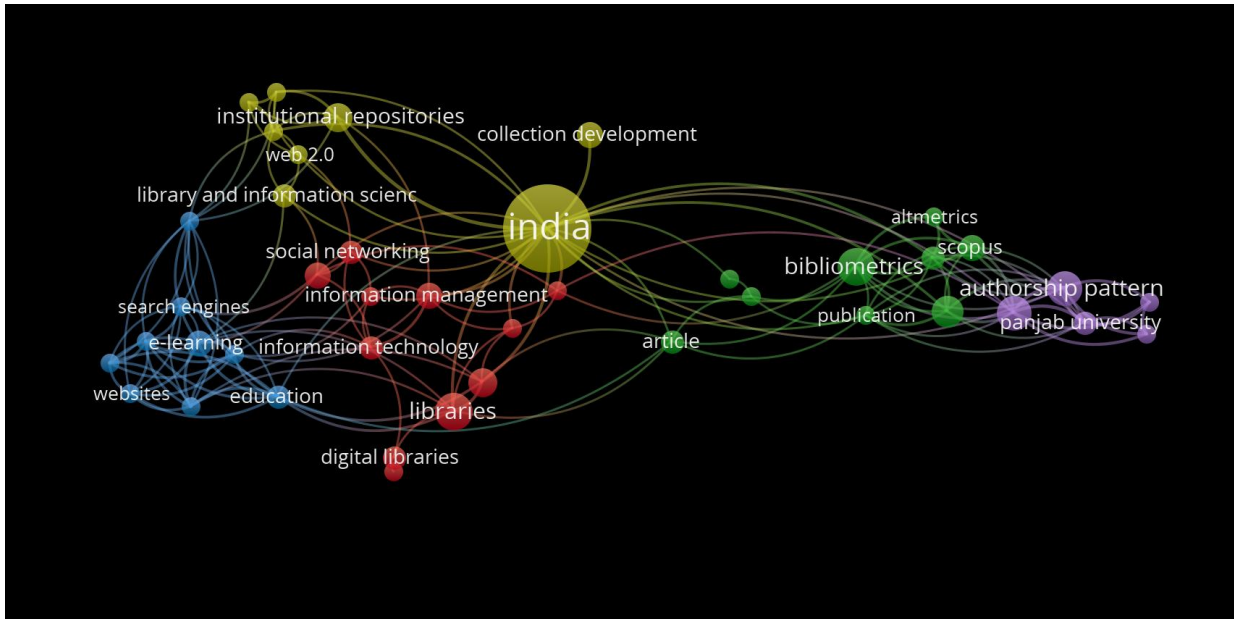 institutional repositories
collection development
web 2.0
library and information scienc
india
altmetrics
social networking
scopus
bibliometrics
authorship pattern
information management
search engines
publication
panjab university
e-learning
information technology
article
websites
education
libraries
digital libraries